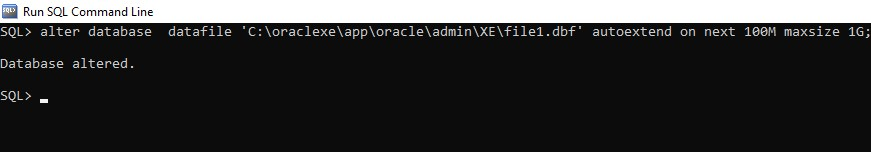 Run SQL Command Line
SQL> alter database  datafile 'C:\oraclexe\app\oracle\admin\XE\file1.dbf' autoextend on next 100M maxsize 1G;
Database altered.
SQL>